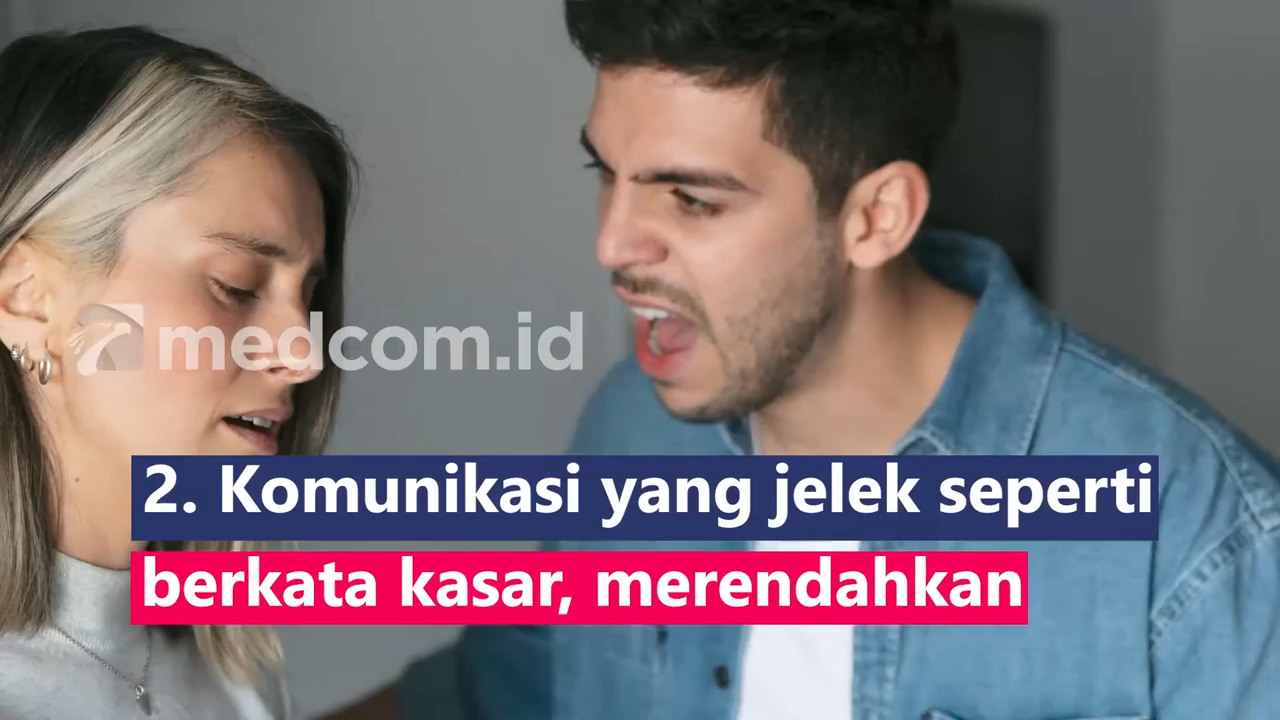 medcom.id
2. Komunikasi yang jelek seperti
berkata kasar, merendahkan